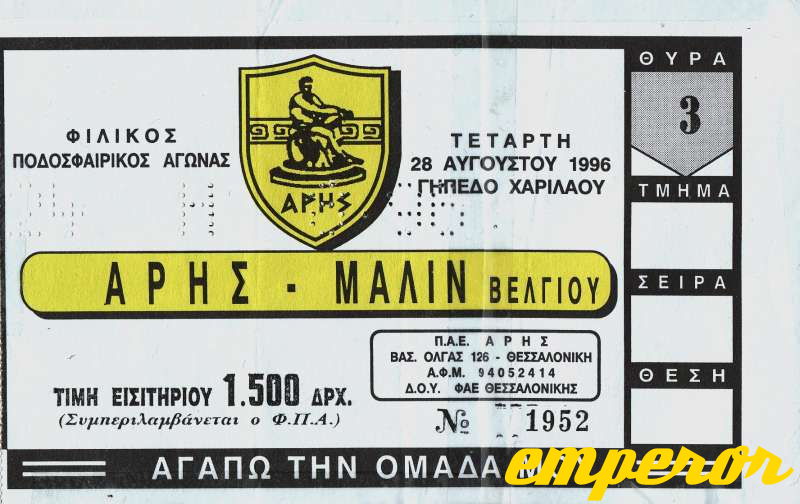 ΦΙΛΙΚΟΣ
ΠΟΔΟΣΦΑΙΡΙΚΟΣ ΑΓΩΝΑΣ
ΑΡΗΣ
ΤΕΤΑΡΤΗ
28 ΑΥΓΟΥΣΤΟΥ 1996
ΓΗΠΕΔΟ ΧΑΡΙΛΑΟΥ
ΑΡΗΣ - ΜΑΛΙΝ ΒΕΛΓΙΟΥ
ΤΙΜΗ ΕΙΣΙΤΗΡΙΟΥ 1.500 ΔΡΧ.
(Συμπεριλαμβάνεται ο Φ.Π.Α.)
Π.Α.Ε. ΑΡΗΣ
ΒΑΣ. ΟΛΓΑΣ 126 - ΘΕΣΣΑΛΟΝΙΚΗ
Α.Φ.Μ. 94052414
Δ.Ο.Υ. ΦΑΕ ΘΕΣΣΑΛΟΝΙΚΗΣ
№ 1952
ΑΓΑΠΩ ΤΗΝ ΟΜΑΔΑ
ΘΥΡΑ
3
ΤΜΗΜΑ
ΣΕΙΡΑ
ΘΕΣΗ
emperor